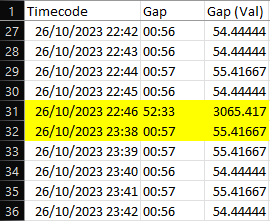 1 Timecode Gap Gap (Val)
27 26/10/2023 22:42 00:56 54.44444
28 26/10/2023 22:43 00:56 54.44444
29 26/10/2023 22:44 00:57 55.41667
30 26/10/2023 22:45 00:56 54.44444
31 26/10/2023 22:46 52:33 3065.417
32 26/10/2023 23:38 00:57 55.41667
33 26/10/2023 23:39 00:57 55.41667
34 26/10/2023 23:40 00:56 54.44444
35 26/10/2023 23:41 00:57 55.41667
36 26/10/2023 23:42 00:56 54.44444